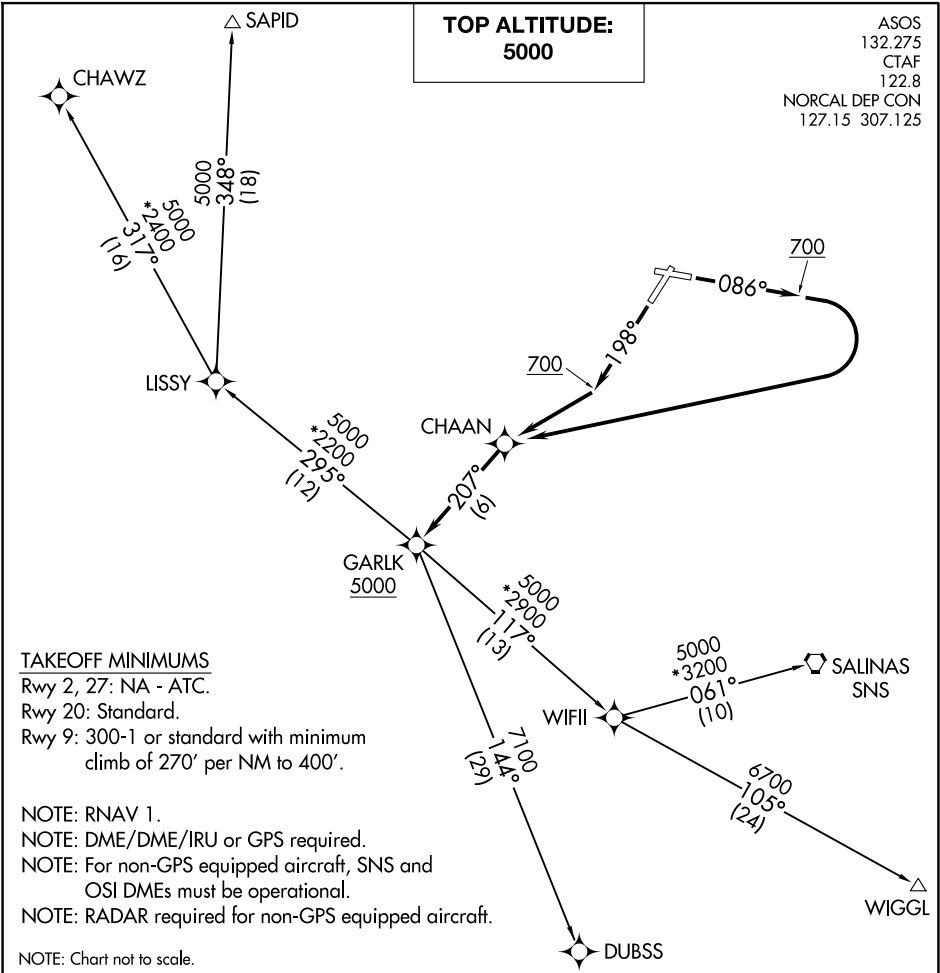 SAPID
TOP ALTITUDE:
5000
ASOS
132.275
CTAF
122.8
NORCAL DEP CON
127.15 307.125
CHAWZ
5000
348°
(18)
5000
*2400
317°
(16)
700
086°
198°
700
LISSY
CHAAN
5000
*2200
295°
(12)
207°
(6)
GARLK
5000
5000
*2900
117°
(13)
5000
*3200
061°
(10)
SALINAS
SNS
WIFII
7100
144°
(29)
6700
105°
(24)
WIGGL
DUBSS
TAKEOFF MINIMUMS
Rwy 2, 27: NA - ATC.
Rwy 20: Standard.
Rwy 9: 300-1 or standard with minimum
climb of 270' per NM to 400'.
NOTE: RNAV 1.
NOTE: DME/DME/IRU or GPS required.
NOTE: For non-GPS equipped aircraft, SNS and
OSI DMEs must be operational.
NOTE: RADAR required for non-GPS equipped aircraft.
NOTE: Chart not to scale.